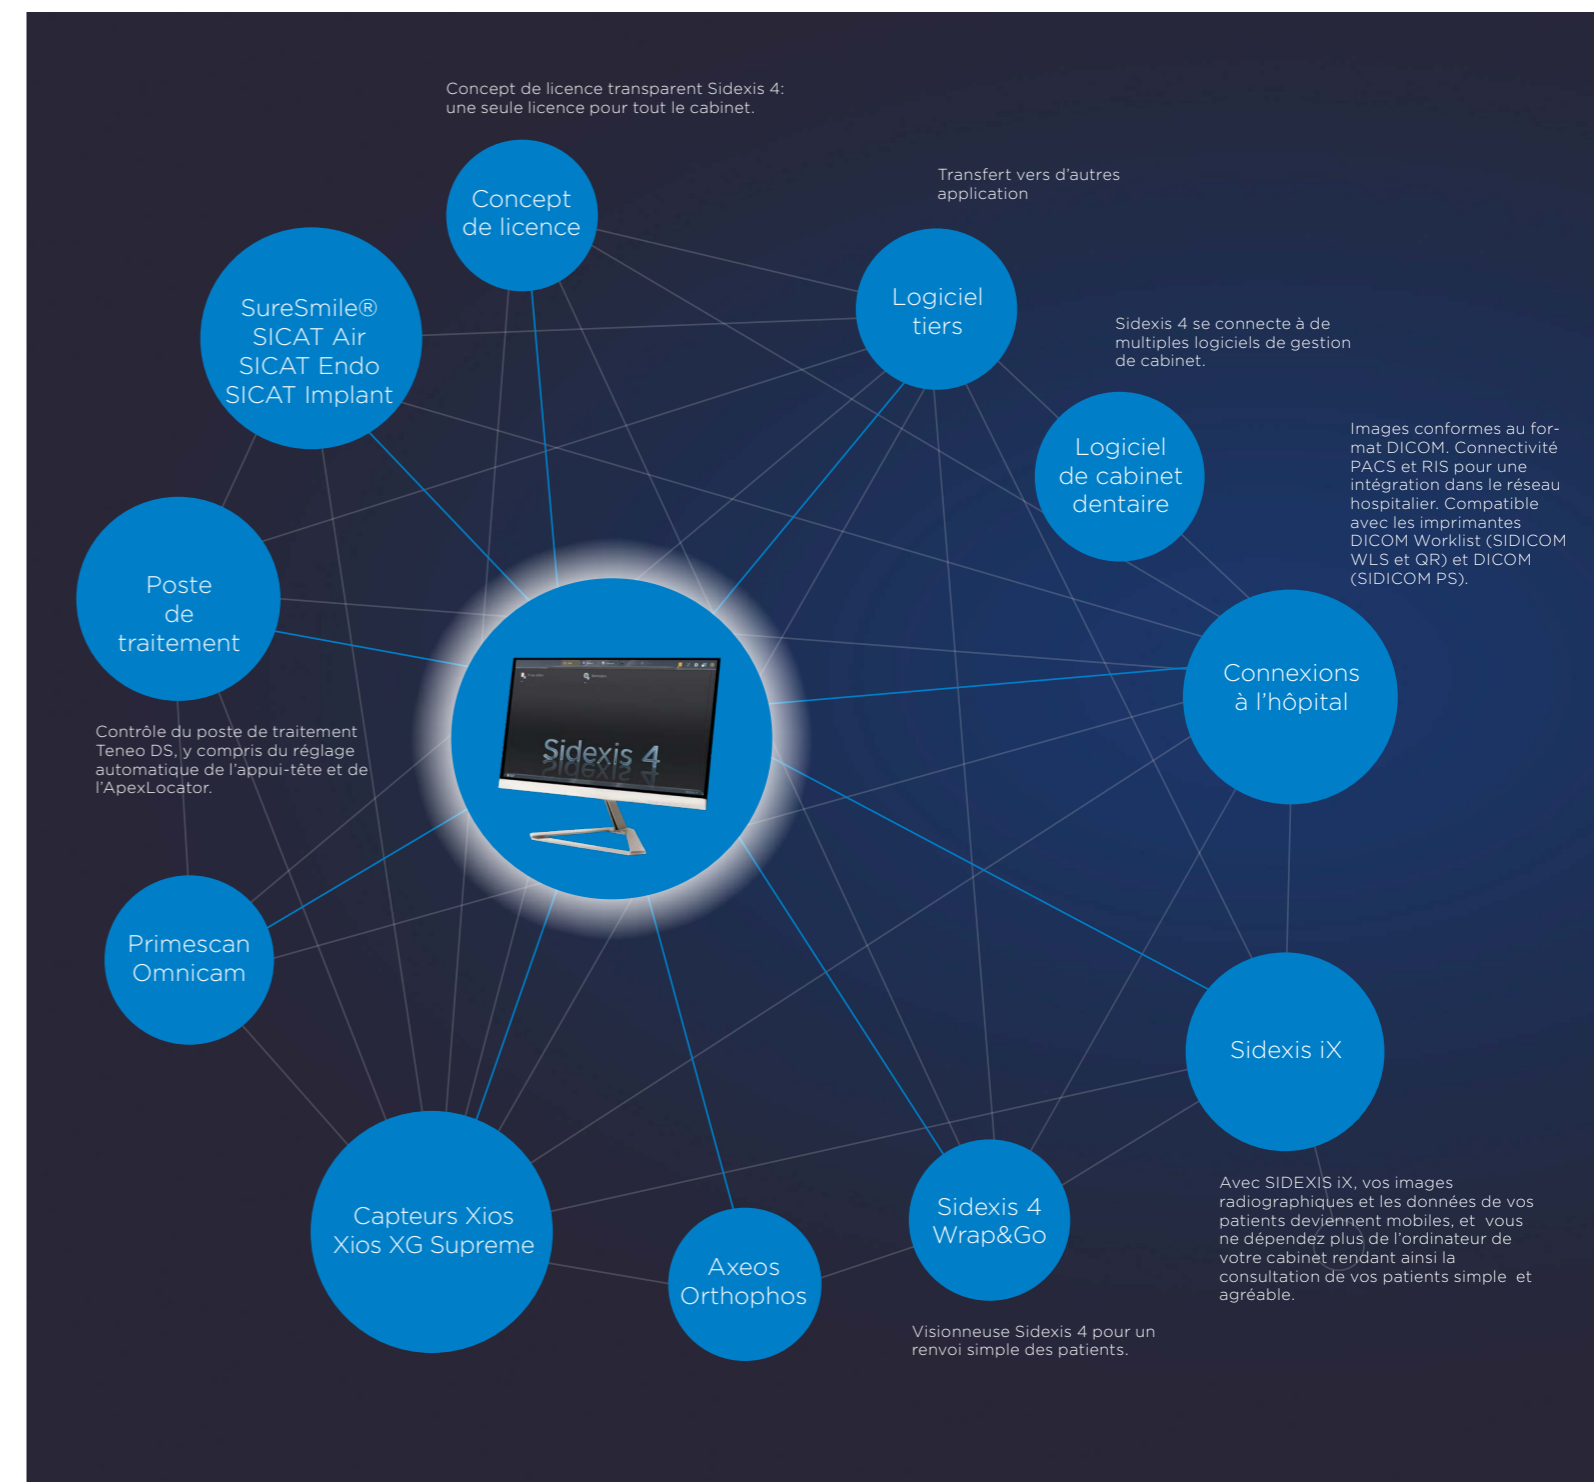 Concept de licence transparent Sidexis 4:
une seule licence pour tout le cabinet.
Concept
de licence
Transfert vers d'autres
application
Logiciel
tiers
SureSmile®
SICAT Air
SICAT Endo
SICAT Implant
Sidexis 4 se connecte à de
multiples logiciels de gestion
de cabinet.
Logiciel
de cabinet
dentaire
Images conformes au for-
mat DICOM. Connectivité
PACS et RIS pour une
intégration dans le réseau
hospitalier. Compatible
avec les imprimantes
DICOM Worklist (SIDICOM
WLS et QR) et DICOM
(SIDICOM PS).
Poste
de
traitement
Connexions
à l'hôpital
Sidexis 4
Contrôle du poste de traitement
Teneo DS, y compris du réglage
automatique de l'appui-tête et de
l'ApexLocator.
Primescan
Omnicam
Sidexis iX
Capteurs Xios
Xios XG Supreme
Axeos
Orthophos
Sidexis 4
Wrap&Go
Avec SIDEXIS iX, vos images
radiographiques et les données de vos
patients deviennent mobiles, et vous
ne dépendez plus de l'ordinateur de
votre cabinet rendant ainsi la
consultation de vos patients simple et
agréable.
Visionneuse Sidexis 4 pour un
renvoi simple des patients.